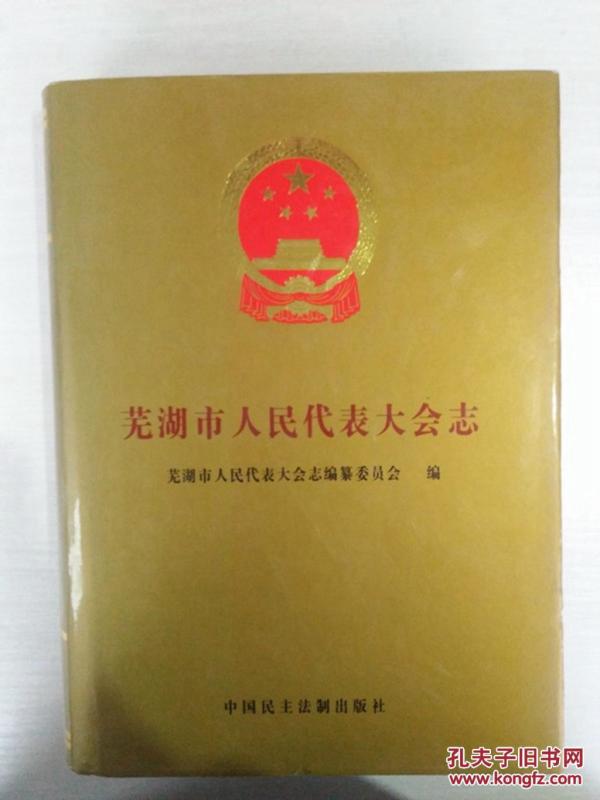 芜湖市人民代表大会志
芜湖市人民代表大会志编纂委员会 编
中国民主法制出版社
孔夫子旧书网
www.kongfz.com